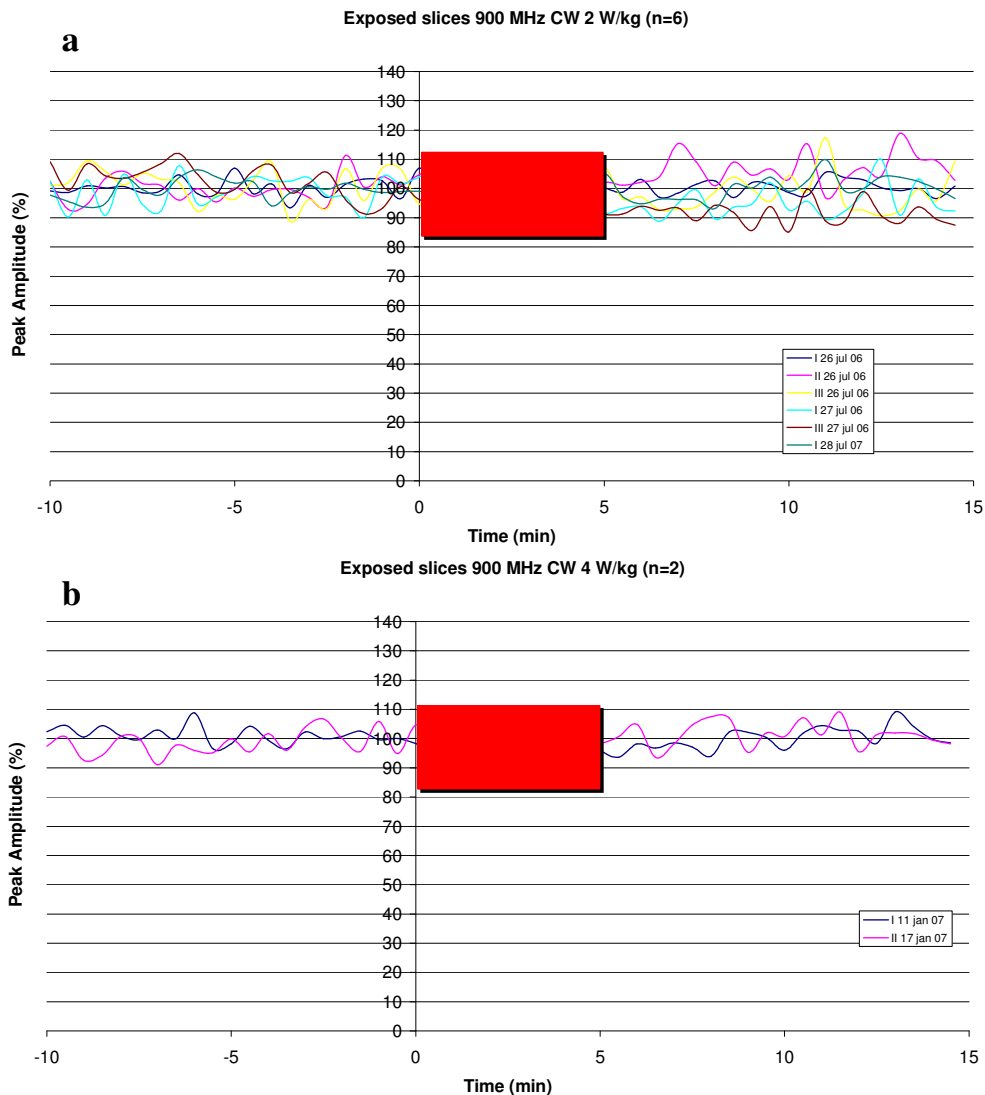 Exposed slices 900 MHz CW 2 W/kg (n=6)
a
140
130
120
110
100
90
80
70
60
50
40
30
20
10
0
Peak Amplitude (%)
I 26 jul 06
II 26 jul 06
III 26 jul 06
I 27 jul 06
III 27 jul 06
I 28 jul 07
-10 -5 0 5 10 15
Time (min)
Exposed slices 900 MHz CW 4 W/kg (n=2)
b
140
130
120
110
100
90
80
70
60
50
40
30
20
10
0
Peak Amplitude (%)
I 11 jan 07
II 17 jan 07
-10 -5 0 5 10 15
Time (min)